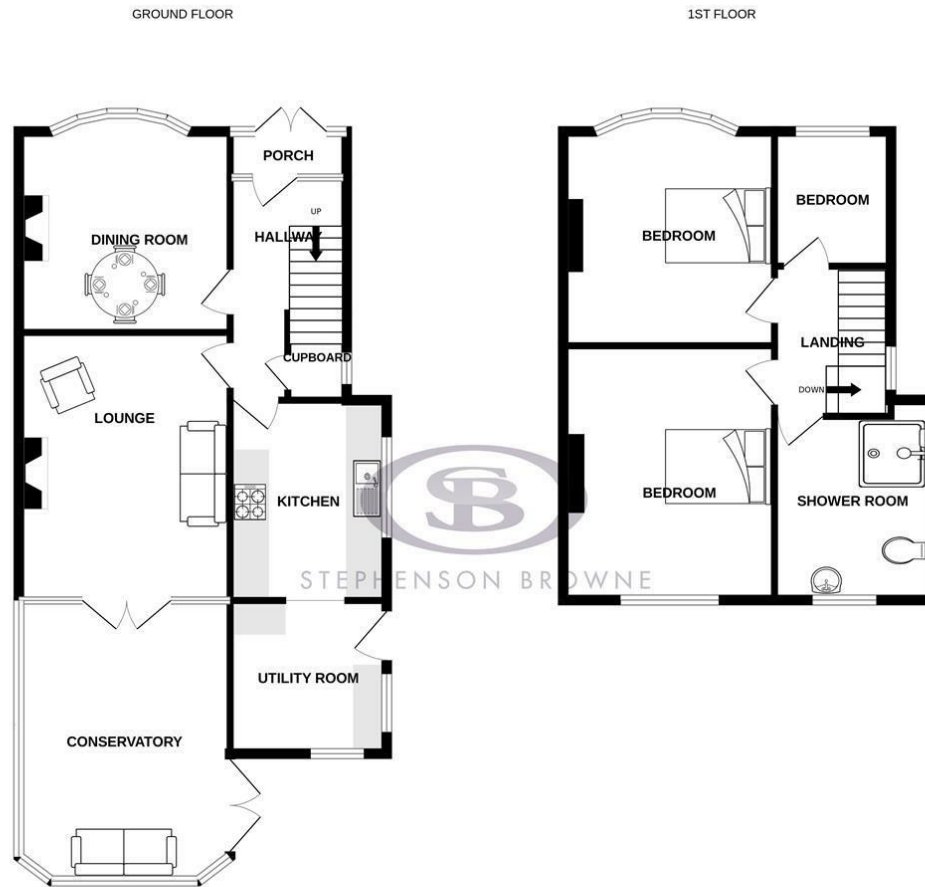 GROUND FLOOR
1ST FLOOR
PORCH
UP
HALLWAY
DINING ROOM
CUPBOARD
LOUNGE
KITCHEN
UTILITY ROOM
CONSERVATORY
BEDROOM
BEDROOM
LANDING
DOWN
BEDROOM
SHOWER ROOM
SB
STEPHENSON BROWNE